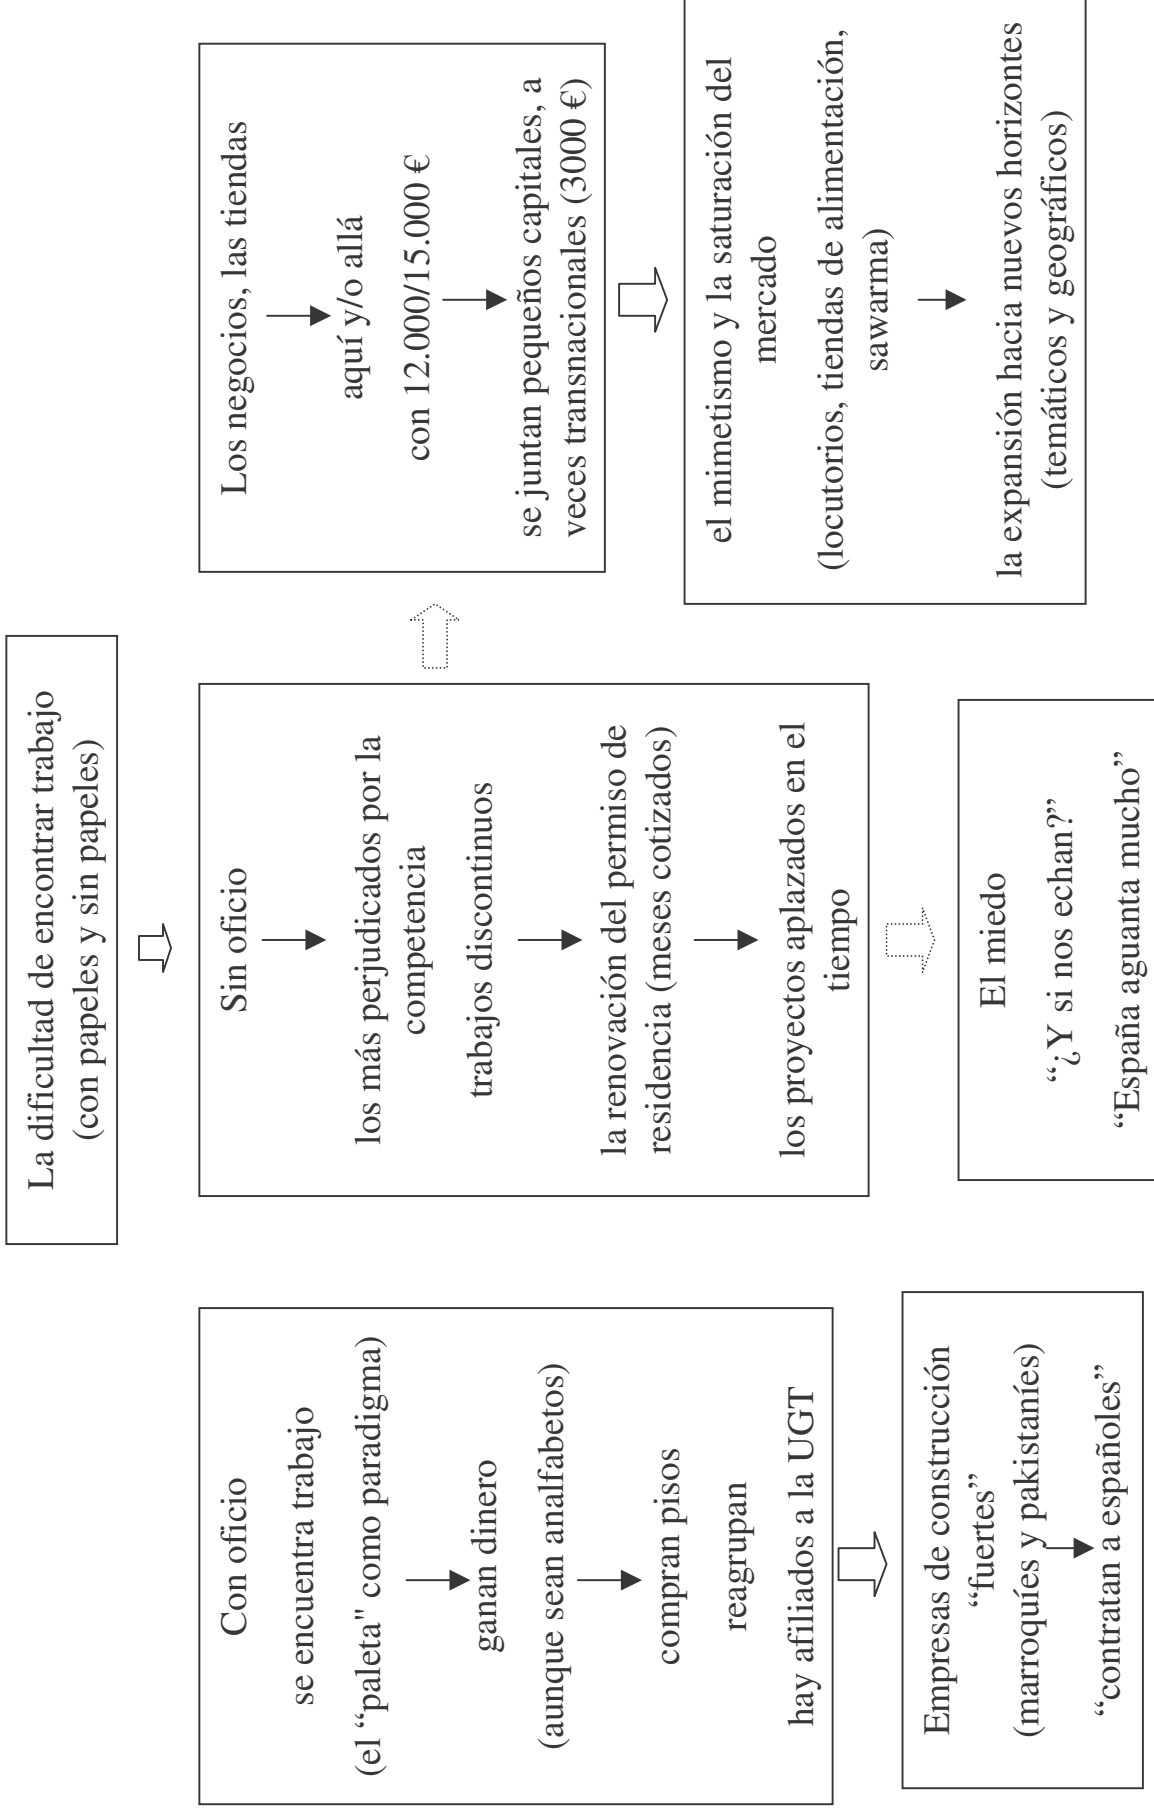 La dificultad de encontrar trabajo
(con papeles y sin papeles)
Con oficio
se encuentra trabajo
(el “paleta" como paradigma)
ganan dinero
(aunque sean analfabetos)
compran pisos
reagrupan
hay afiliados a la UGT
Empresas de construcción
“fuertes”
(marroquíes y pakistaníes)
“contratan a españoles”
Sin oficio
los más perjudicados por la
competencia
trabajos discontinuos
la renovación del permiso de
residencia (meses cotizados)
los proyectos aplazados en el
tiempo
El miedo
“¿Y si nos echan?”
“España aguanta mucho”
Los negocios, las tiendas
aquí y/o allá
con 12.000/15.000 €
se juntan pequeños capitales, a
veces transnacionales (3000 €)
el mimetismo y la saturación del
mercado
(locutorios, tiendas de alimentación,
sawarma)
la expansión hacia nuevos horizontes
(temáticos y geográficos)